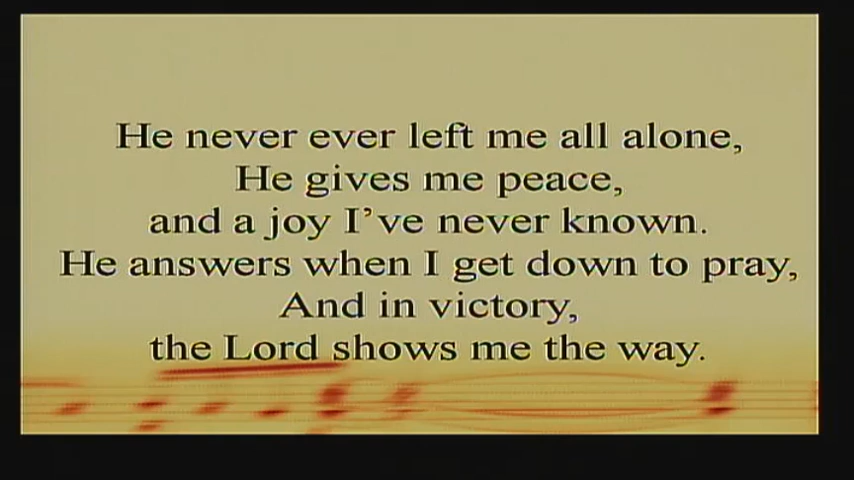 He never ever left me all alone,
He gives me peace,
and a joy I've never known.
He answers when I get down to pray,
And in victory,
the Lord shows me the way.